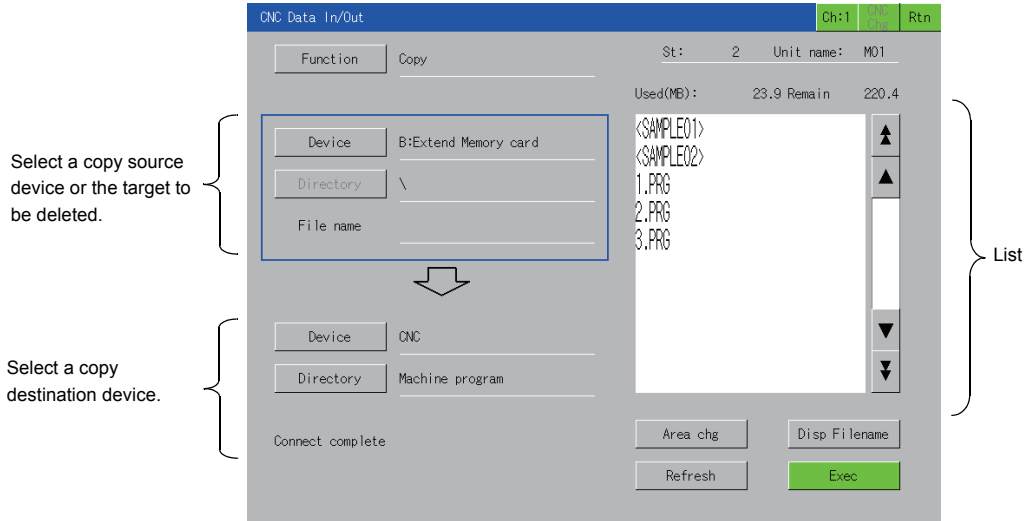 CNC Data In/Out
Ch:1
CNC
Chg
Rtn
Function
Copy
St: 2 Unit name: M01
Used(MB): 23.9 Remain 220.4
Select a copy source
device or the target to
be deleted.
Device
B:Extend Memory card
Directory
\
File name
<SAMPLE01>
<SAMPLE02>
1.PRG
2.PRG
3.PRG
List
Select a copy
destination device.
Device
CNC
Directory
Machine program
Connect complete
Area chg
Disp Filename
Refresh
Exec